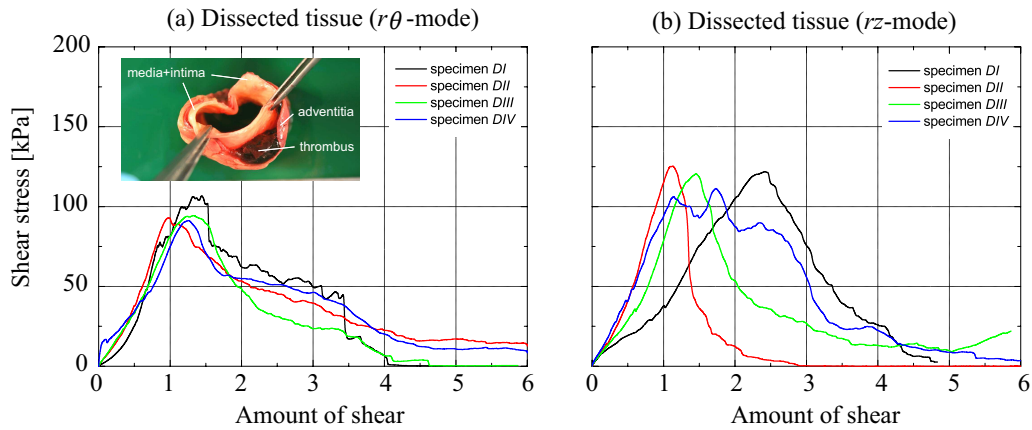 (a) Dissected tissue (rθ-mode)
200
150
100
50
0
Shear stress [kPa]
media+intima
adventitia
thrombus
specimen DI
specimen DII
specimen DIII
specimen DIV
0 1 2 3 4 5 6
Amount of shear
(b) Dissected tissue (rz-mode)
specimen DI
specimen DII
specimen DIII
specimen DIV
0 1 2 3 4 5 6
Amount of shear